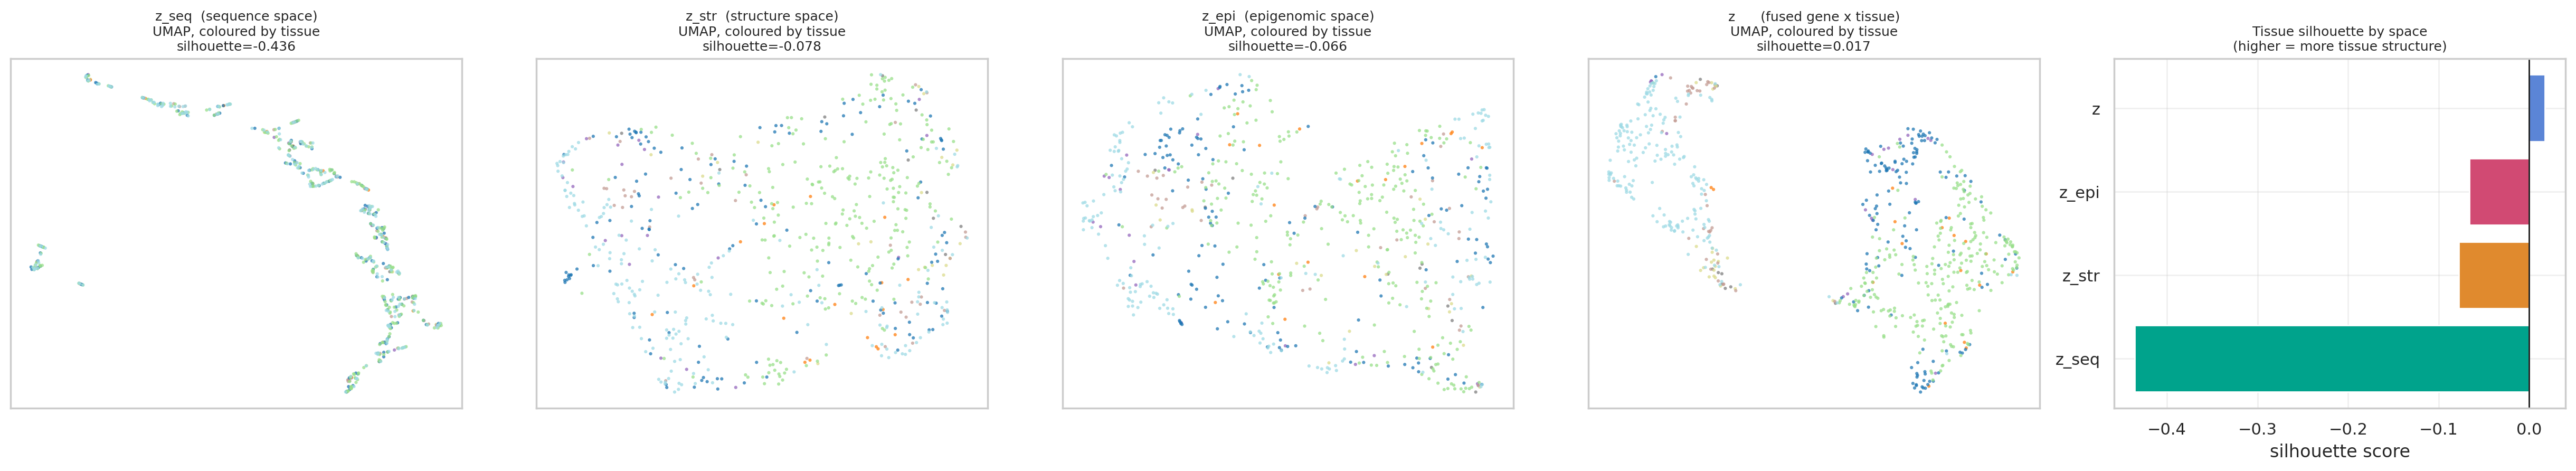 z_seq  (sequence space)
UMAP, coloured by tissue
silhouette=-0.436
z_str  (structure space)
UMAP, coloured by tissue
silhouette=-0.078
z_epi  (epigenomic space)
UMAP, coloured by tissue
silhouette=-0.066
z      (fused gene x tissue)
UMAP, coloured by tissue
silhouette=0.017
Tissue silhouette by space
(higher = more tissue structure)
z
z_epi
z_str
z_seq
−0.4 −0.3 −0.2 −0.1 0.0
silhouette score